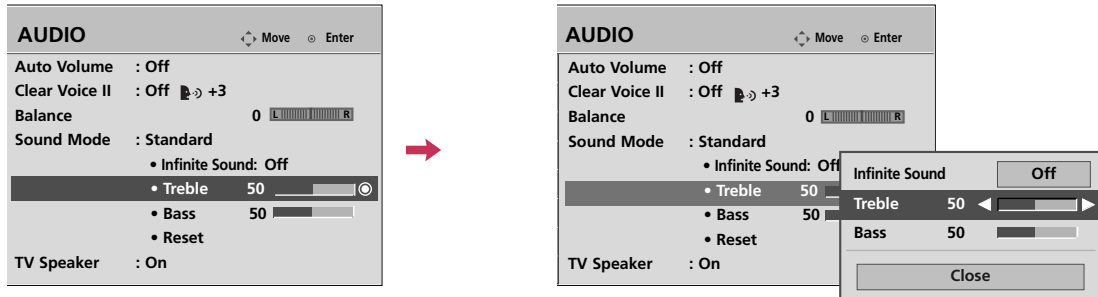 AUDIO Move Enter
Auto Volume : Off
Clear Voice II : Off +3
Balance 0 L R
Sound Mode : Standard
• Infinite Sound: Off
• Treble 50
• Bass 50
• Reset
TV Speaker : On
AUDIO Move Enter
Auto Volume : Off
Clear Voice II : Off +3
Balance 0 L R
Sound Mode : Standard
• Infinite Sound: Off
• Treble 50
• Bass 50
• Reset
TV Speaker : On
Infinite Sound Off
Treble 50
Bass 50
Close